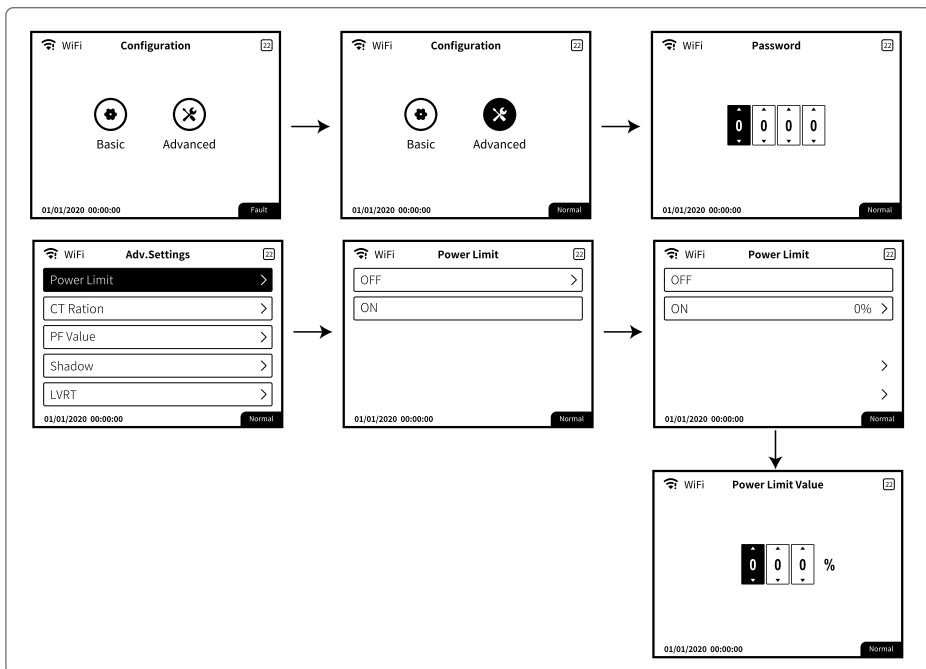 WiFi Configuration 22
Basic Advanced
01/01/2020 00:00:00 Fault
WiFi Configuration 22
Basic Advanced
01/01/2020 00:00:00 Normal
WiFi Password 22
0 0 0 0
01/01/2020 00:00:00 Normal
WiFi Adv.Settings 22
Power Limit >
CT Ration >
PF Value >
Shadow >
LVRT >
01/01/2020 00:00:00 Normal
WiFi Power Limit 22
OFF >
ON
01/01/2020 00:00:00 Normal
WiFi Power Limit 22
OFF
ON 0% >
>
>
01/01/2020 00:00:00 Normal
WiFi Power Limit Value 22
0 0 0 %
01/01/2020 00:00:00 Normal